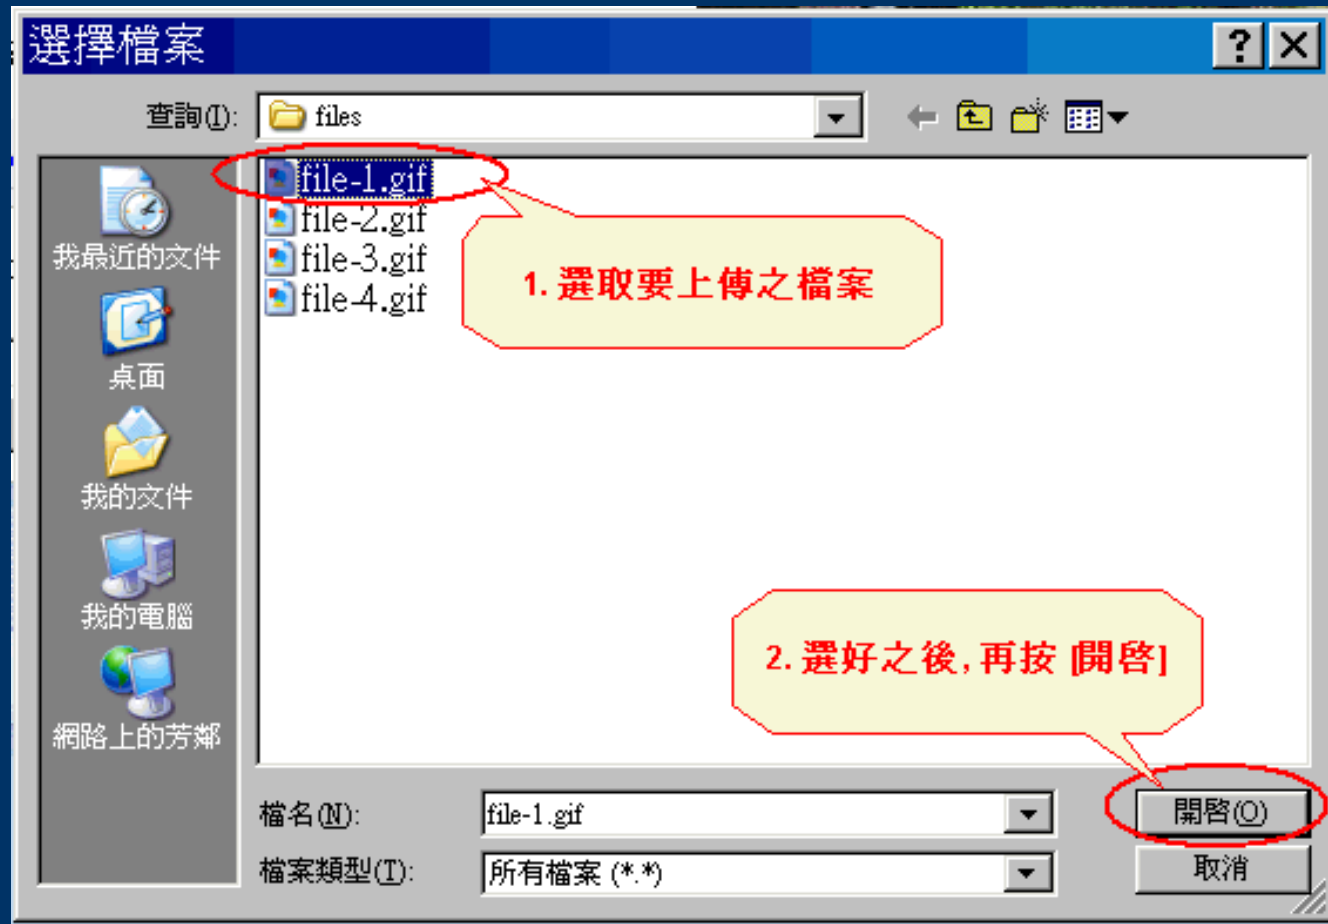 選擇檔案
查詢(I):
files
file-1.gif
file-2.gif
file-3.gif
file-4.gif
1. 選取要上傳之檔案
我最近的文件
桌面
我的文件
我的電腦
網路上的芳鄰
2. 選好之後, 再按 [開啓]
檔名(N):
file-1.gif
開啓(O)
檔案類型(T):
所有檔案 (*.*)
取消